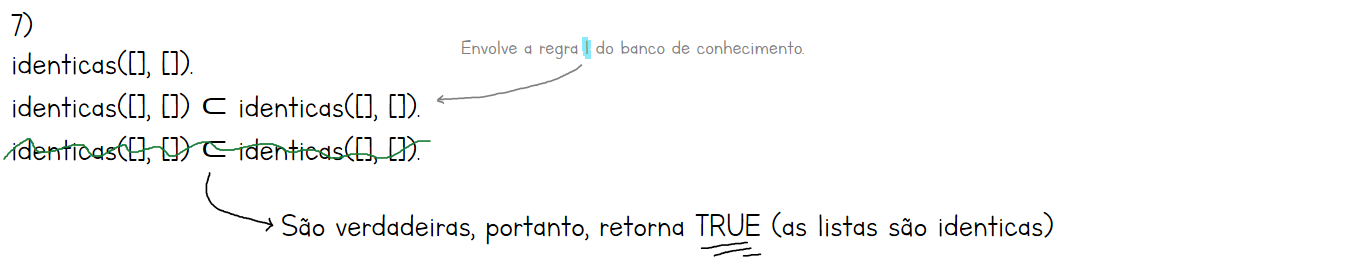 7)
Envolve a regra 1 do banco de conhecimento.
identicas([], []).
identicas([], []) ⊂ identicas([], []).
identicas([], []) ⊂ identicas([], []).
São verdadeiras, portanto, retorna TRUE (as listas são identicas)